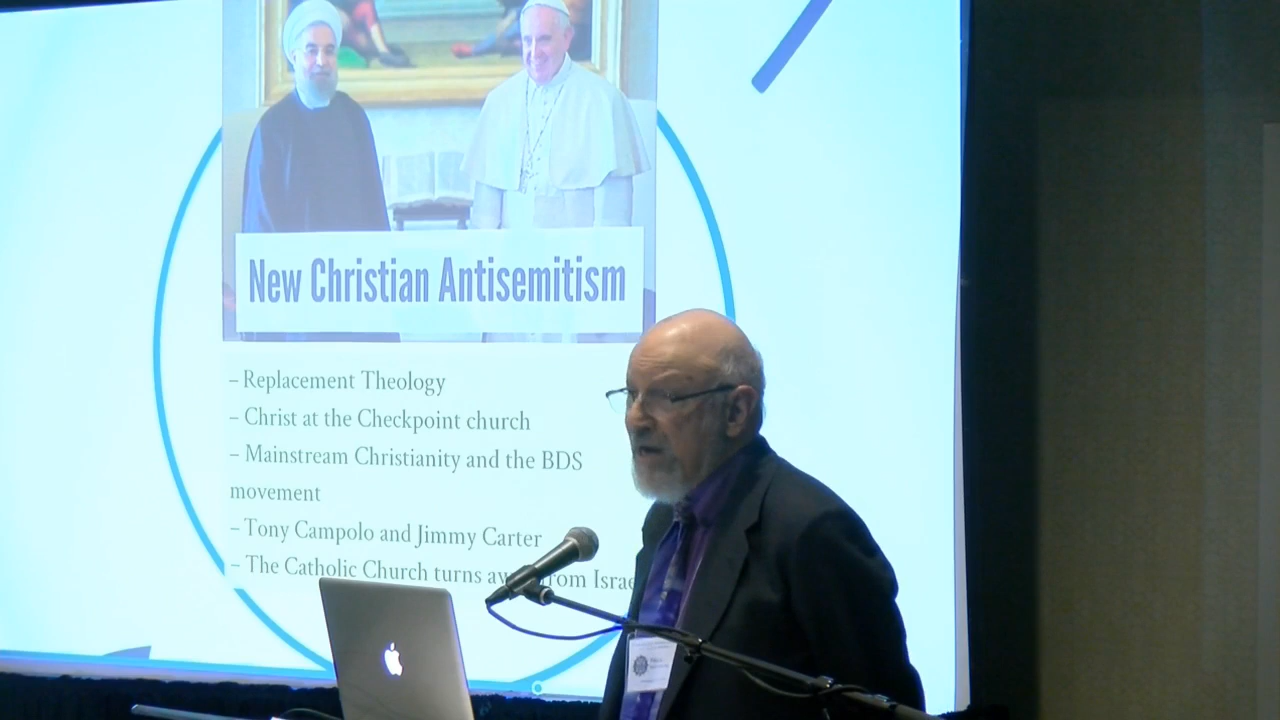 New Christian Antisemitism
– Replacement Theology
– Christ at the Checkpoint church
– Mainstream Christianity and the BDS
movement
– Tony Campolo and Jimmy Carter
– The Catholic Church turns from